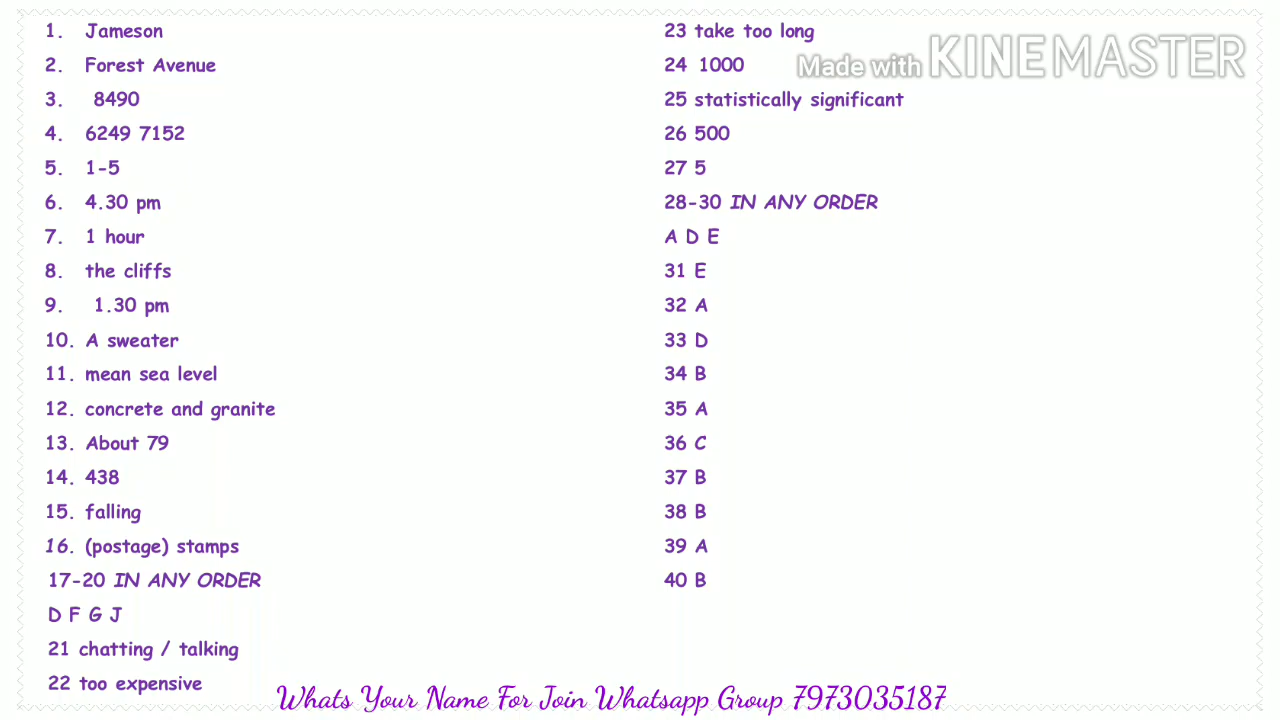 1. Jameson
2. Forest Avenue
3. 8490
4. 6249 7152
5. 1-5
6. 4.30 pm
7. 1 hour
8. the cliffs
9. 1.30 pm
10. A sweater
11. mean sea level
12. concrete and granite
13. About 79
14. 438
15. falling
16. (postage) stamps
17-20 IN ANY ORDER
D F G J
21 chatting / talking
22 too expensive
23 take too long
24 1000
25 statistically significant
26 500
27 5
28-30 IN ANY ORDER
A D E
31 E
32 A
33 D
34 B
35 A
36 C
37 B
38 B
39 A
40 B
Made with KINEMASTER
Whats Your Name For Join Whatsapp Group 7973035187